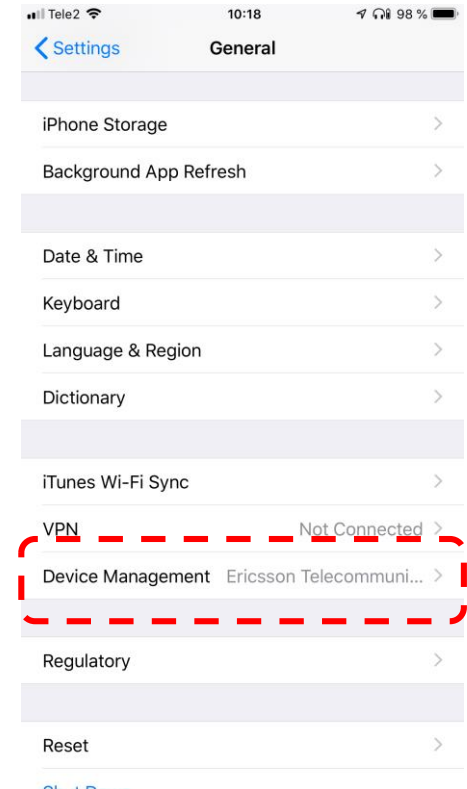 Tele2 10:18 98 %
Settings General
iPhone Storage
Background App Refresh
Date & Time
Keyboard
Language & Region
Dictionary
iTunes Wi-Fi Sync
VPN Not Connected
Device Management Ericsson Telecommuni...
Regulatory
Reset